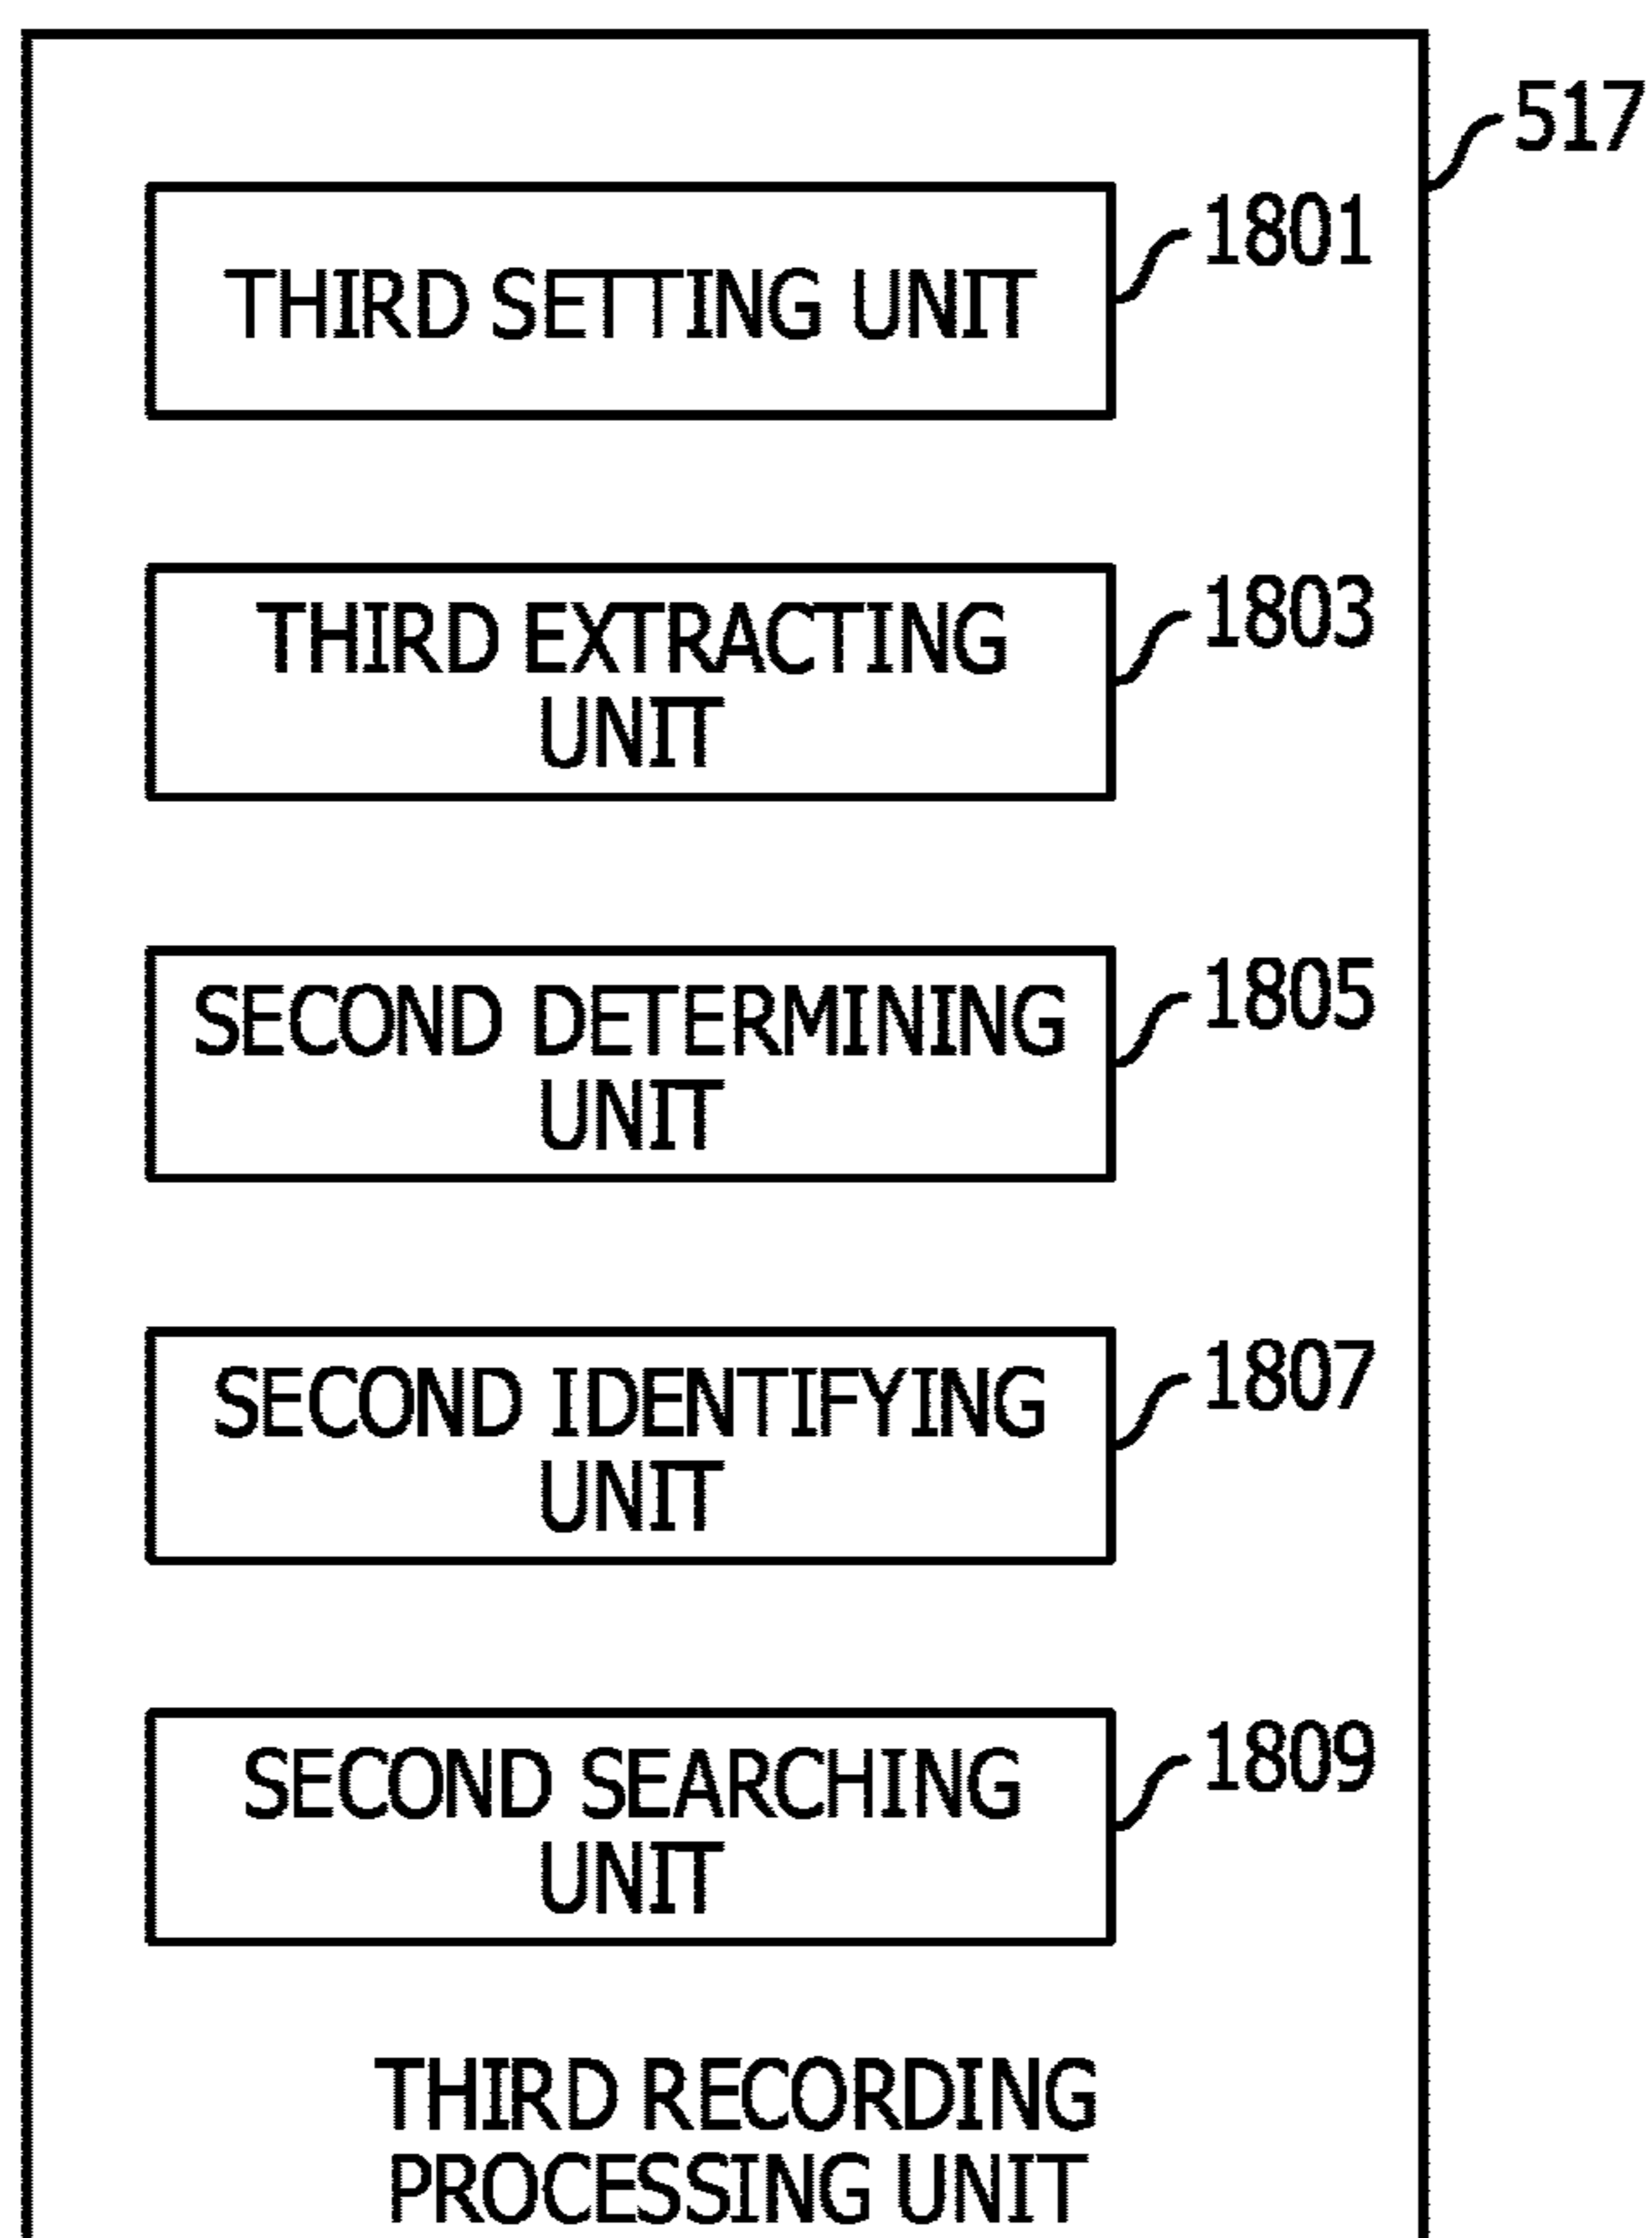 517
1801
THIRD SETTING UNIT
1803
THIRD EXTRACTING
UNIT
1805
SECOND DETERMINING
UNIT
1807
SECOND IDENTIFYING
UNIT
1809
SECOND SEARCHING
UNIT
THIRD RECORDING
PROCESSING UNIT